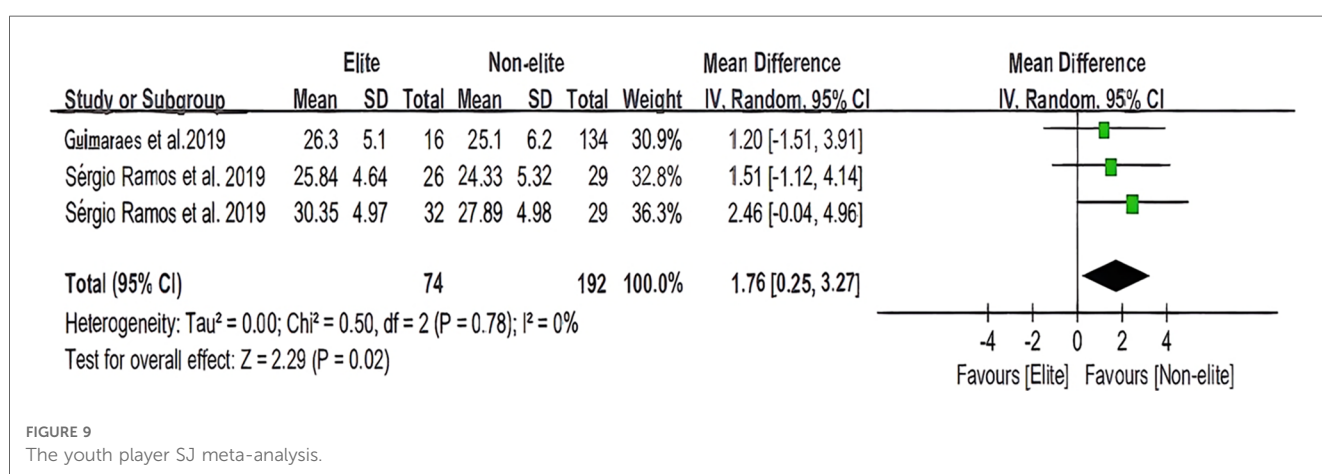 Elite Non-elite Mean Difference Mean Difference
Study or Subgroup Mean SD Total Mean SD Total Weight IV, Random, 95% CI IV, Random, 95% CI
Guimaraes et al.2019 26.3 5.1 16 25.1 6.2 134 30.9% 1.20 [-1.51, 3.91]
Sérgio Ramos et al. 2019 25.84 4.64 26 24.33 5.32 29 32.8% 1.51 [-1.12, 4.14]
Sérgio Ramos et al. 2019 30.35 4.97 32 27.89 4.98 29 36.3% 2.46 [-0.04, 4.96]
Total (95% CI) 74 192 100.0% 1.76 [0.25, 3.27]
Heterogeneity: Tau² = 0.00; Chi² = 0.50, df = 2 (P = 0.78); I² = 0%
Test for overall effect: Z = 2.29 (P = 0.02)
-4 -2 0 2 4
Favours [Elite] Favours [Non-elite]
FIGURE 9
The youth player SJ meta-analysis.